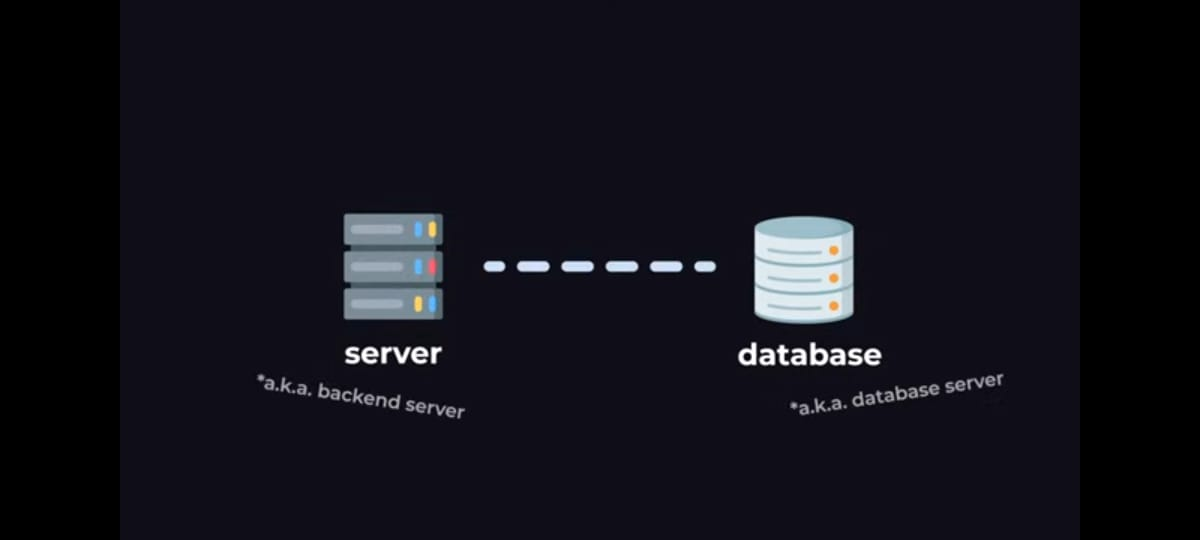 server
database
*a.k.a. backend server
*a.k.a. database server